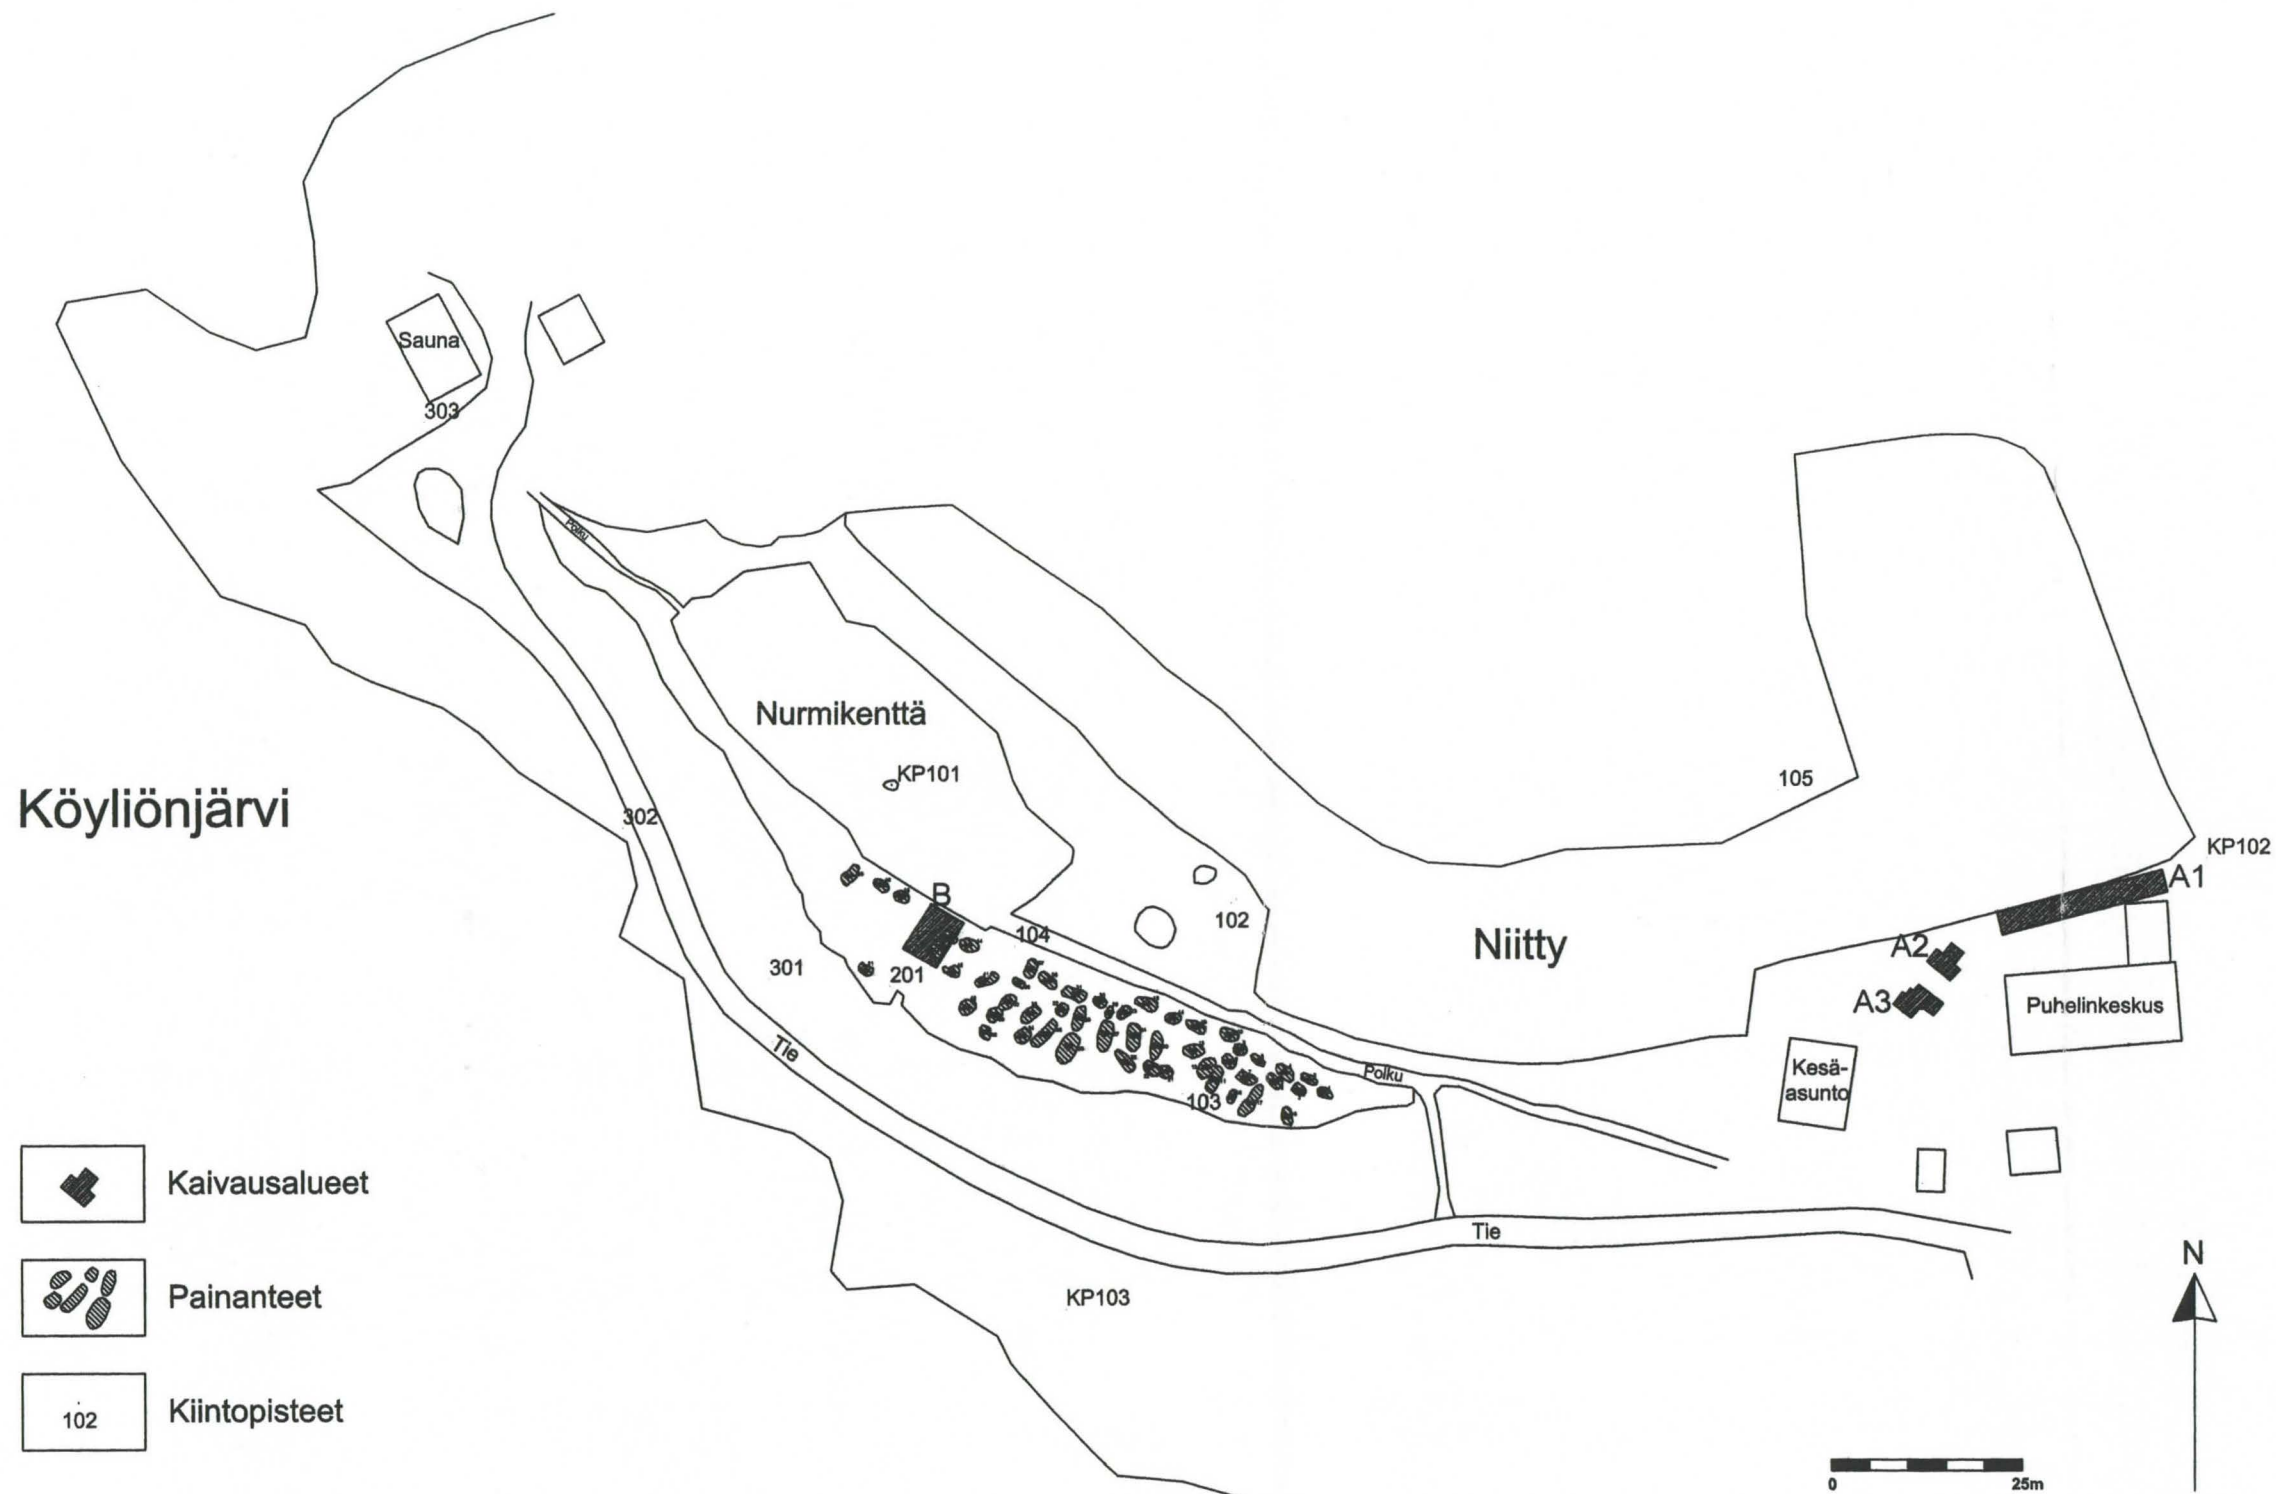 Sauna
303
Polku
Nurmikenttä
KP101
105
Köyliönjärvi
302
KP102
A1
B
102
104
Niitty
A2
301
201
A3
Puhelinkeskus
Tie
Polku
Kesä-
asunto
103
Kaivausalueet
Tie
N
Painanteet
KP103
102
Kiintopisteet
0
25m